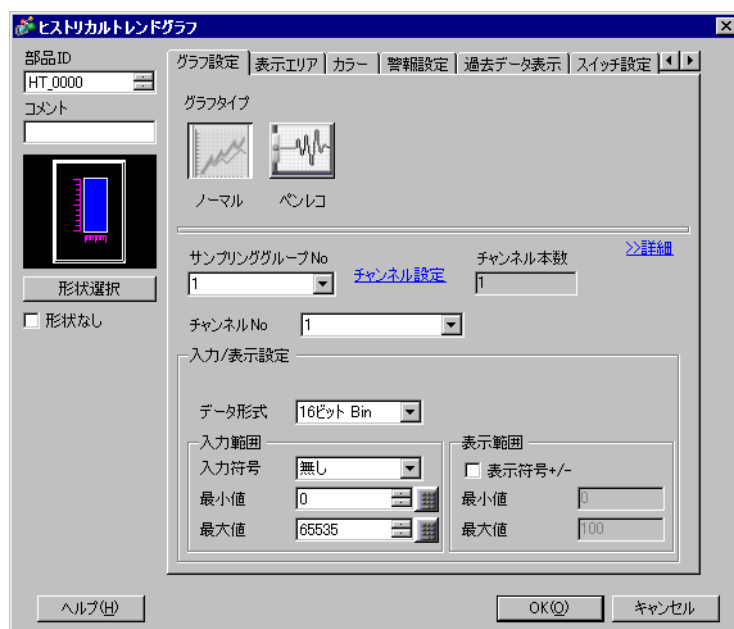 ヒストリカルトレンドグラフ
部品ID
HT_0000
コメント
形状選択
形状なし
グラフ設定 表示エリア カラー 警報設定 過去データ表示 スイッチ設定
グラフタイプ
ノーマル ペンレコ
>>詳細
サンプリンググループNo チャンネル設定 チャンネル本数
1 1
チャンネルNo 1
入力/表示設定
データ形式 16ビット Bin
入力範囲
入力符号 無し
最小値 0
最大値 65535
表示範囲
表示符号+/-
最小値 0
最大値 100
ヘルプ(H) OK(O) キャンセル